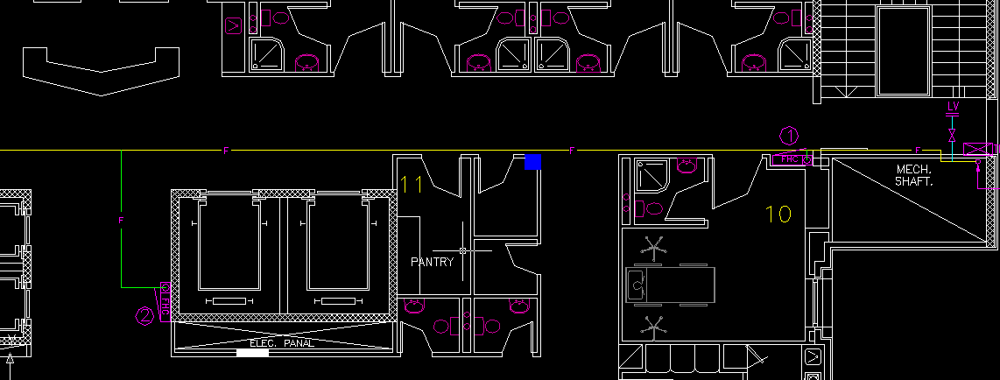 LV
1
F
F
F
FHC
MECH.
SHAFT.
11
10
F
PANTRY
FHC
2
ELEC. PANAL